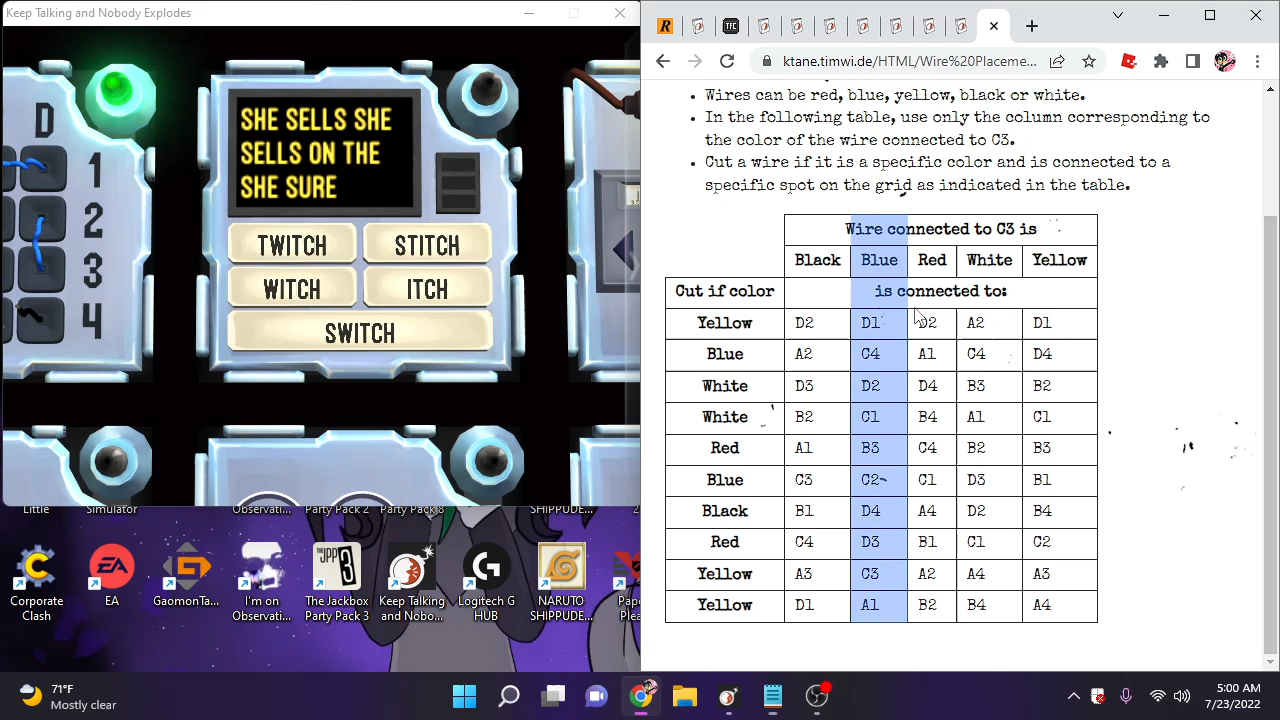 Keep Talking and Nobody Explodes
D
1
2
3
4
SHE SELLS SHE
SELLS ON THE
SHE SURE
TWITCH STITCH
WITCH ITCH
SWITCH
Little Simulator Observati... Party Pack 2 Party Pack 8 SHIPPUDE...
Corporate Clash
EA
GaomonTa...
I'm on Observati...
THE JPP 3
The Jackbox Party Pack 3
Keep Talking and Nobo...
Logitech G HUB
NARUTO SHIPPUDE...
TFC
ktane.timwi.de/HTML/Wire%20Placeme...
Wires can be red, blue, yellow, black or white.
In the following table, use only the column corresponding to
the color of the wire connected to C3.
Cut a wire if it is a specific color and is connected to a
specific spot on the grid as indicated in the table.
Wire connected to C3 is
Black Blue Red White Yellow
Cut if color is connected to:
Yellow D2 D1 D2 A2 D1
Blue A2 C4 A1 C4 D4
White D3 D2 D4 B3 B2
White B2 C1 B4 A1 C1
Red A1 B3 C4 B2 B3
Blue C3 C2 C1 D3 B1
Black B1 D4 A4 D2 B4
Red C4 D3 B1 C1 C2
Yellow A3 C3 A2 A4 A3
Yellow D1 A1 B2 B4 A4
71°F
Mostly clear
5:00 AM
7/23/2022